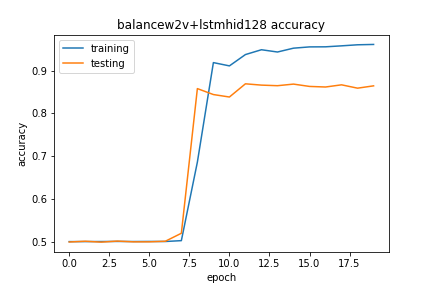 balancew2v+lstmhid128 accuracy
training
testing
accuracy
0.9
0.8
0.7
0.6
0.5
0.0 2.5 5.0 7.5 10.0 12.5 15.0 17.5
epoch